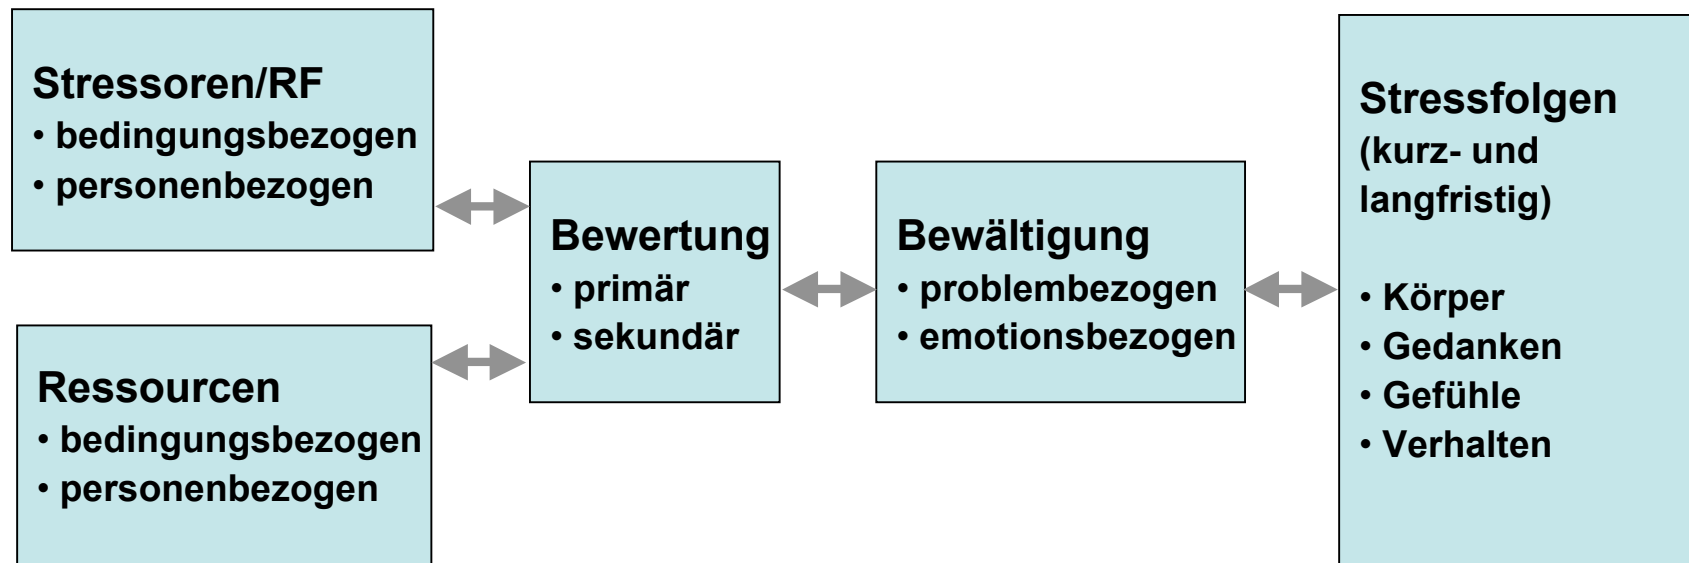 Stressoren/RF
• bedingungsbezogen
• personenbezogen
Ressourcen
• bedingungsbezogen
• personenbezogen
Bewertung
• primär
• sekundär
Bewältigung
• problembezogen
• emotionsbezogen
Stressfolgen
(kurz- und
langfristig)
• Körper
• Gedanken
• Gefühle
• Verhalten